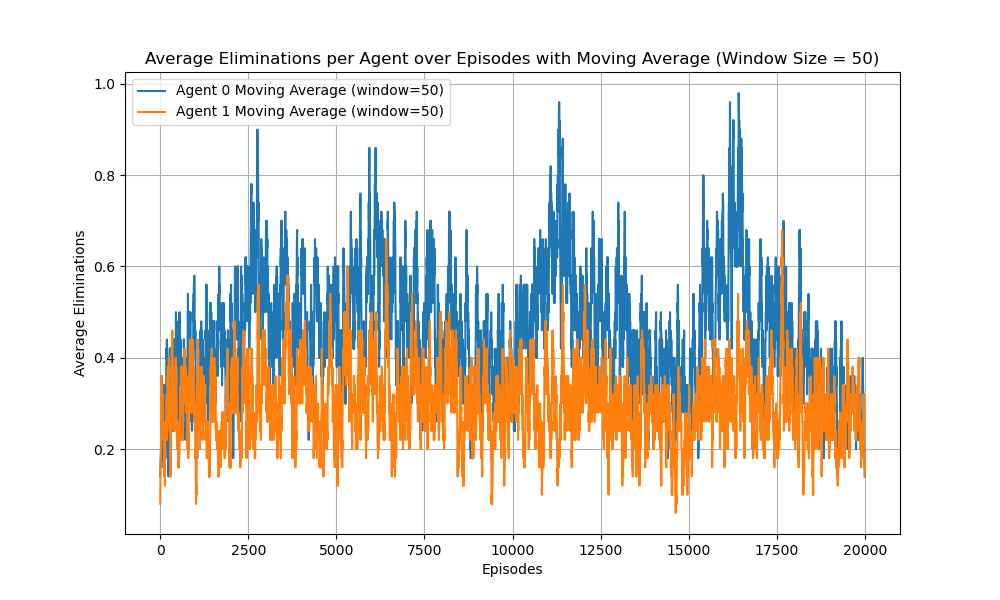 Average Eliminations per Agent over Episodes with Moving Average (Window Size = 50)
Agent 0 Moving Average (window=50)
Agent 1 Moving Average (window=50)
Average Eliminations
1.0
0.8
0.6
0.4
0.2
0 2500 5000 7500 10000 12500 15000 17500 20000
Episodes